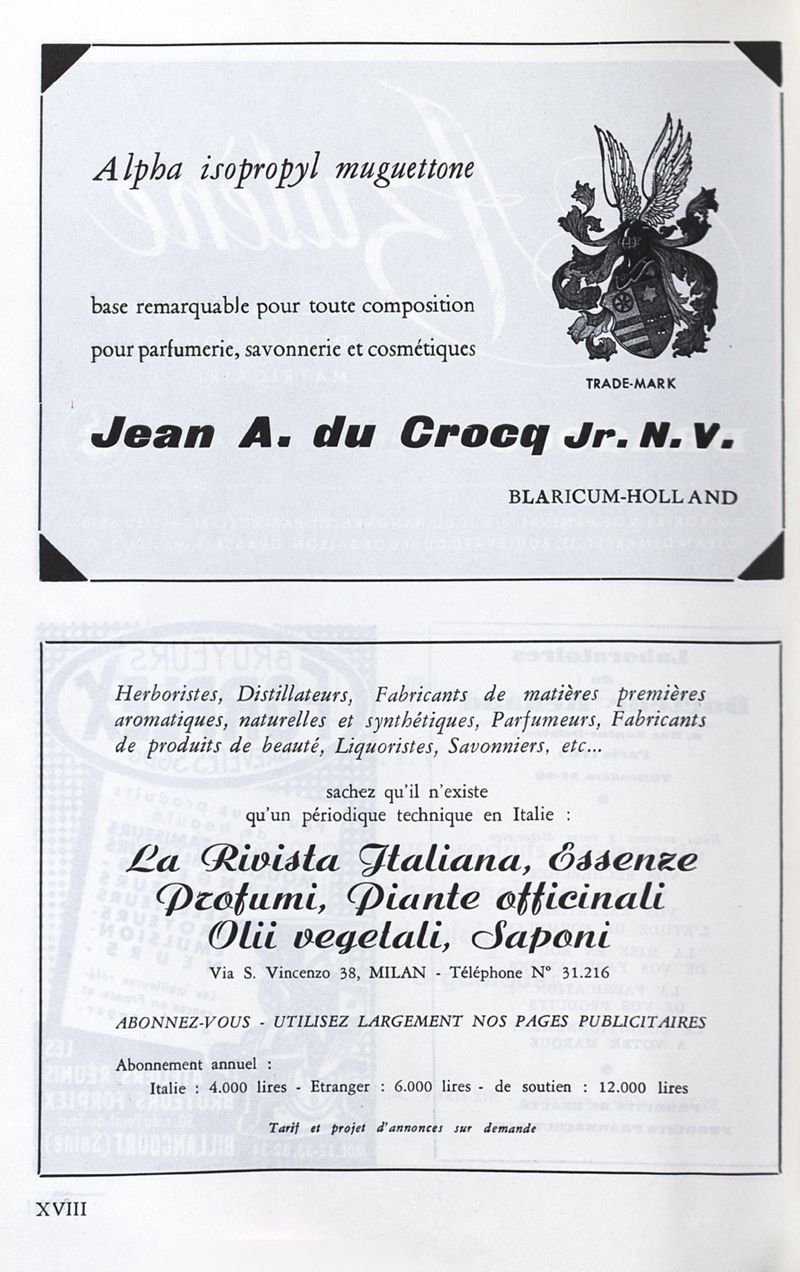 Alpha isopropyl muguettone
base remarquable pour toute composition
pour parfumerie, savonnerie et cosmétiques
TRADE-MARK
Jean A. du Crocq Jr. N. V.
BLARICUM-HOLLAND
Herboristes, Distillateurs, Fabricants de matières premières
aromatiques, naturelles et synthétiques, Parfumeurs, Fabricants
de produits de beauté, Liquoristes, Savonniers, etc...
sachez qu'il n'existe
qu'un périodique technique en Italie :
La Rivista Italiana, Essenze
Profumi, Piante officinali
Olii vegetali, Saponi
Via S. Vincenzo 38, MILAN - Téléphone N° 31.216
ABONNEZ-VOUS - UTILISEZ LARGEMENT NOS PAGES PUBLICITAIRES
Abonnement annuel :
Italie : 4.000 lires - Etranger : 6.000 lires - de soutien : 12.000 lires
Tarif et projet d'annonces sur demande
XVIII